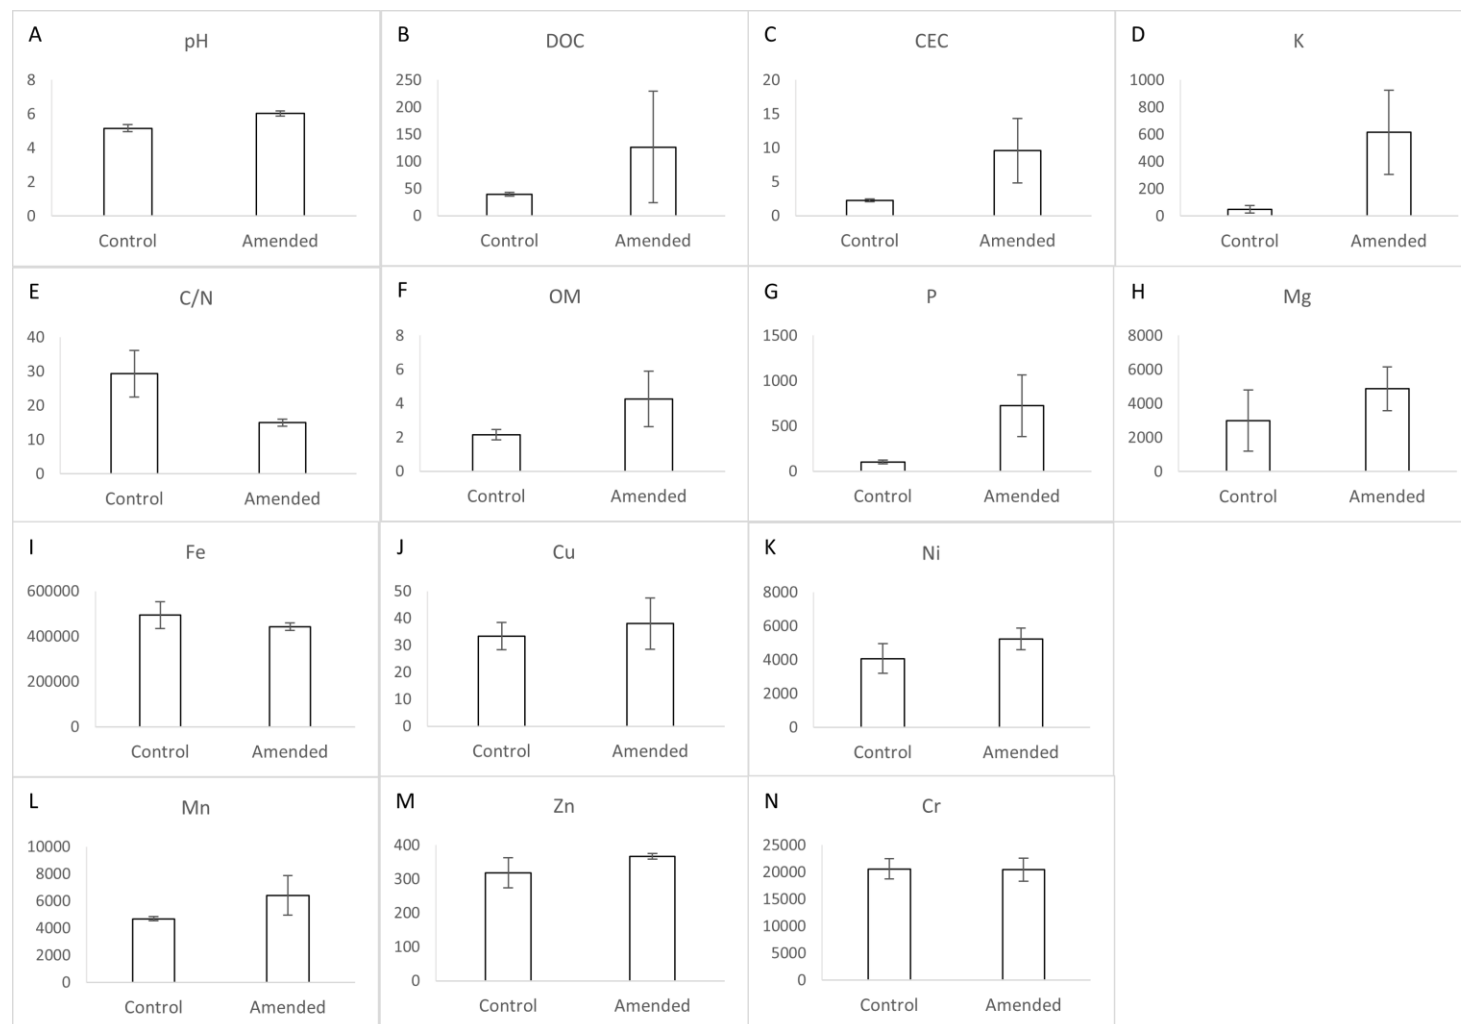 A
pH
8
6
4
2
0
Control Amended
B
DOC
250
200
150
100
50
0
Control Amended
C
CEC
20
15
10
5
0
Control Amended
D
K
1000
800
600
400
200
0
Control Amended
E
C/N
40
30
20
10
0
Control Amended
F
OM
8
6
4
2
0
Control Amended
G
P
1500
1000
500
0
Control Amended
H
Mg
8000
6000
4000
2000
0
Control Amended
I
Fe
600000
400000
200000
0
Control Amended
J
Cu
50
40
30
20
10
0
Control Amended
K
Ni
8000
6000
4000
2000
0
Control Amended
L
Mn
10000
8000
6000
4000
2000
0
Control Amended
M
Zn
400
300
200
100
0
Control Amended
N
Cr
25000
20000
15000
10000
5000
0
Control Amended